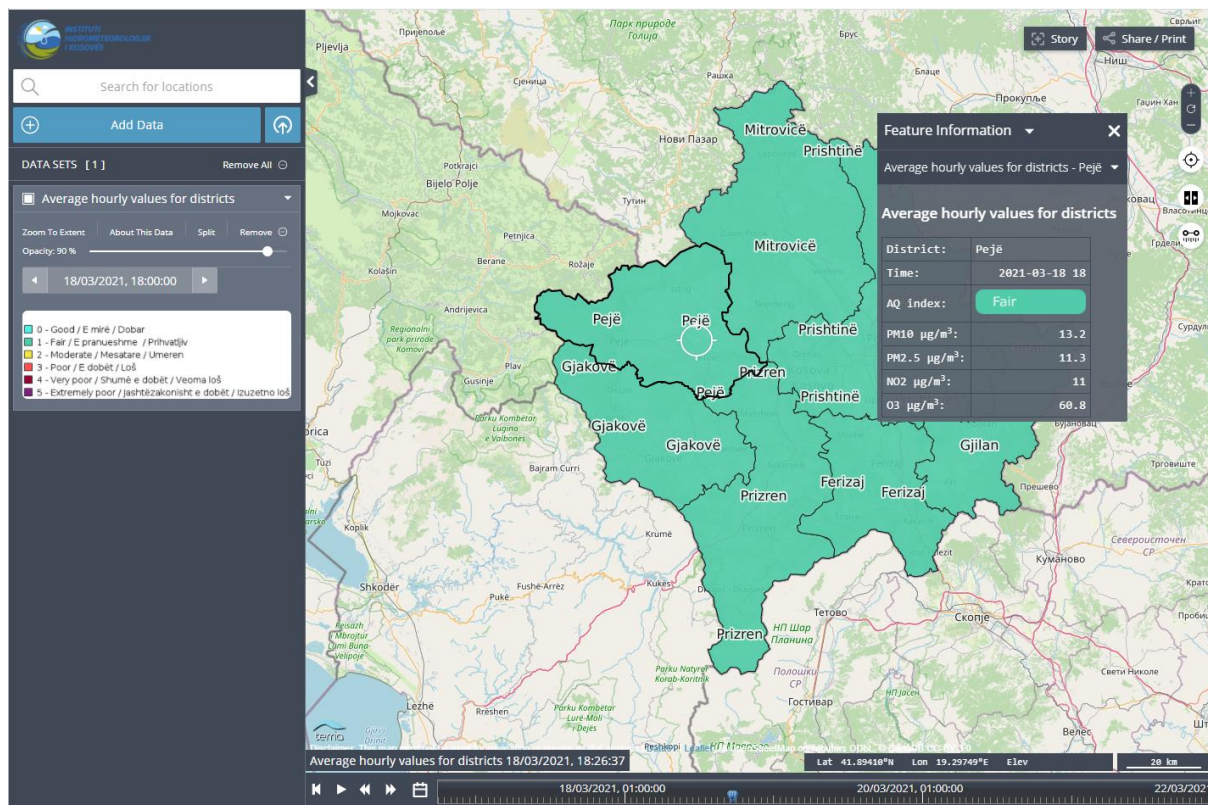 INSTITUTI
HIDROMETEOROLOGJIK
I KOSOVËS
Search for locations
Add Data
DATA SETS [ 1 ]
Remove All
Average hourly values for districts
Zoom To Extent
About This Data
Split
Remove
Opacity: 90 %
18/03/2021, 18:00:00
0 - Good / E mirë / Dobar
1 - Fair / E pranueshme / Prihvatljiv
2 - Moderate / Mesatare / Umeren
3 - Poor / E dobët / Loš
4 - Very poor / Shumë e dobët / Veoma loš
5 - Extremely poor / Jashtëzakonisht e dobët / Izuzetno loš
Story
Share / Print
Feature Information
Average hourly values for districts - Pejë
Average hourly values for districts
District: Pejë
Time: 2021-03-18 18
AQ index: Fair
PM10 µg/m³: 13.2
PM2.5 µg/m³: 11.3
NO2 µg/m³: 11
O3 µg/m³: 60.8
Парк природе
Голија
Pljevlja
Пријепоље
Брус
Сврљиг
Сјеница
Рашка
Блаце
Ниш
Прокупље
Гаџин Хан
Нови Пазар
Potkrajci
Bijelo Polje
Тутин
Mojkovac
Petnjica
Berane
Rožaje
Kolašin
Andrijevica
Plav
Regionalni
park prirode
Komovi
Gusinje
Parku Kombëtar
Lugina
e Valbonës
Tuzi
Bajram Curri
Koplik
Krumë
Shkodër
Fushë-Arrëz
Pukë
Kukës
Lezhë
Rrëshen
Parku Kombëtar
Lurë-Mali
i Dejës
Parku Natyror
Korab-Koritnik
Peshkopi
НП Шар
Планина
Тетово
Скопје
Куманово
Полошки
СР
Гостивар
НП Јасен
Велес
Свети Николе
Североисточен
СР
Прешево
Бујановац
Трговиште
Mitrovicë
Prishtinë
Mitrovicë
Pejë
Pejë
Prishtinë
Gjakovë
Prizren
Pejë
Prishtinë
Gjakovë
Gjakovë
Gjilan
Prizren
Ferizaj
Ferizaj
Prizren
terria
Leaflet
Average hourly values for districts 18/03/2021, 18:26:37
Lat 41.89410°N Lon 19.29749°E Elev
20 km
18/03/2021, 01:00:00
20/03/2021, 01:00:00
22/03/2021